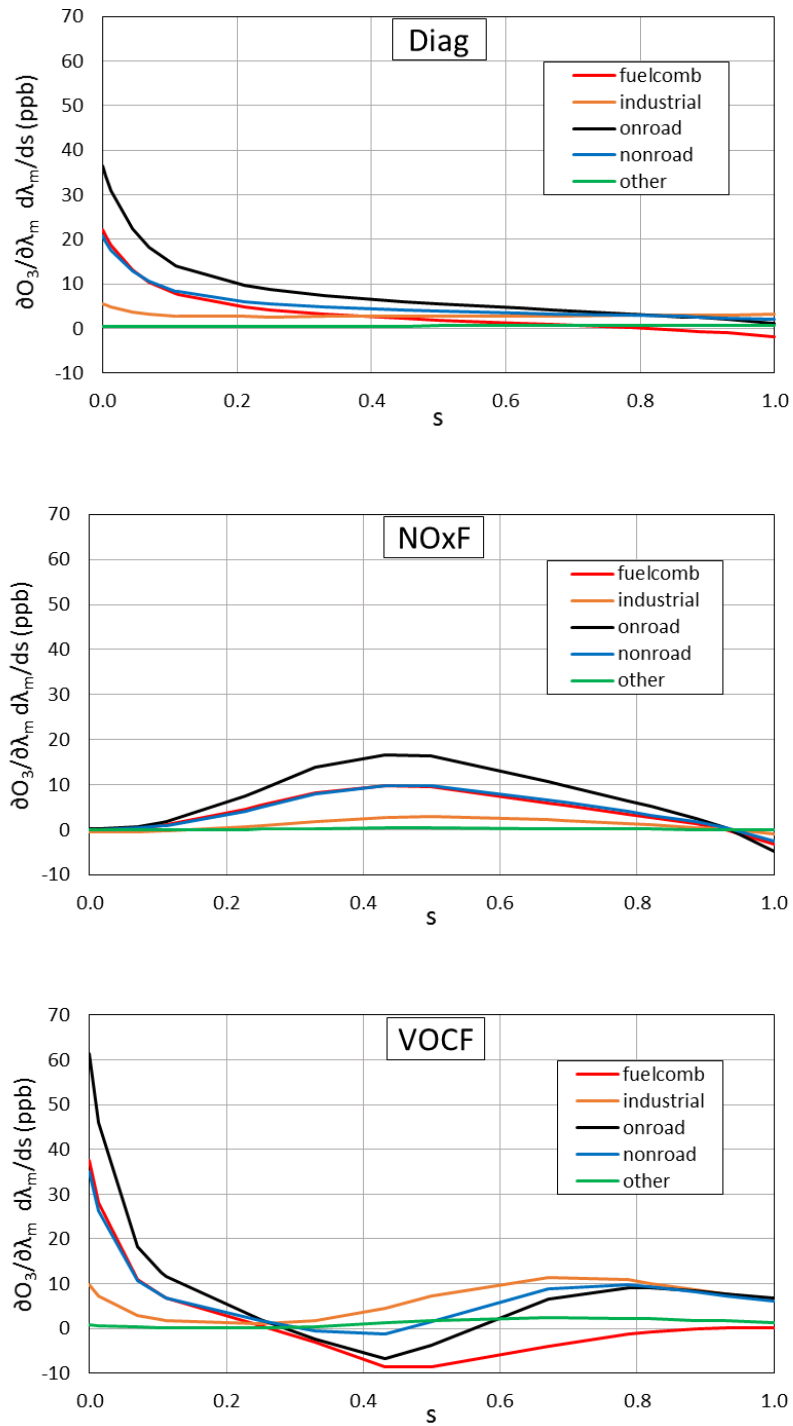 Diag
∂O₃/∂λₘ dλₘ/ds (ppb)
70
60
50
40
30
20
10
0
-10
fuelcomb
industrial
onroad
nonroad
other
0.0 0.2 0.4 0.6 0.8 1.0
s
NOxF
∂O₃/∂λₘ dλₘ/ds (ppb)
70
60
50
40
30
20
10
0
-10
fuelcomb
industrial
onroad
nonroad
other
0.0 0.2 0.4 0.6 0.8 1.0
s
VOCF
∂O₃/∂λₘ dλₘ/ds (ppb)
70
60
50
40
30
20
10
0
-10
fuelcomb
industrial
onroad
nonroad
other
0.0 0.2 0.4 0.6 0.8 1.0
s